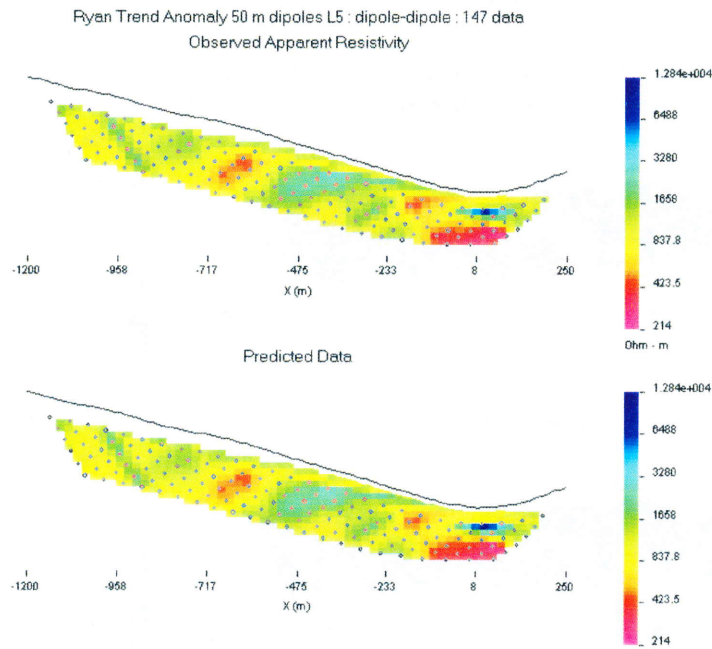 Ryan Trend Anomaly 50 m dipoles L5 : dipole-dipole : 147 data
Observed Apparent Resistivity
1.284e+004
6488
3280
1658
837.8
423.5
214
Ohm - m
-1200 -958 -717 -475 -233 8 250
X (m)
Predicted Data
1.284e+004
6488
3280
1658
837.8
423.5
214
-1200 -958 -717 -475 -233 8 250
X (m)